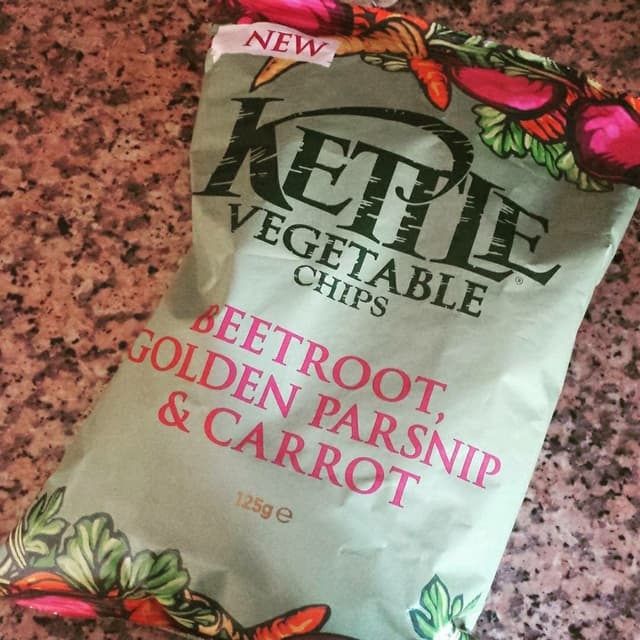 NEW
KETTLE®
VEGETABLE
CHIPS
BEETROOT,
GOLDEN PARSNIP
& CARROT
125g ℮